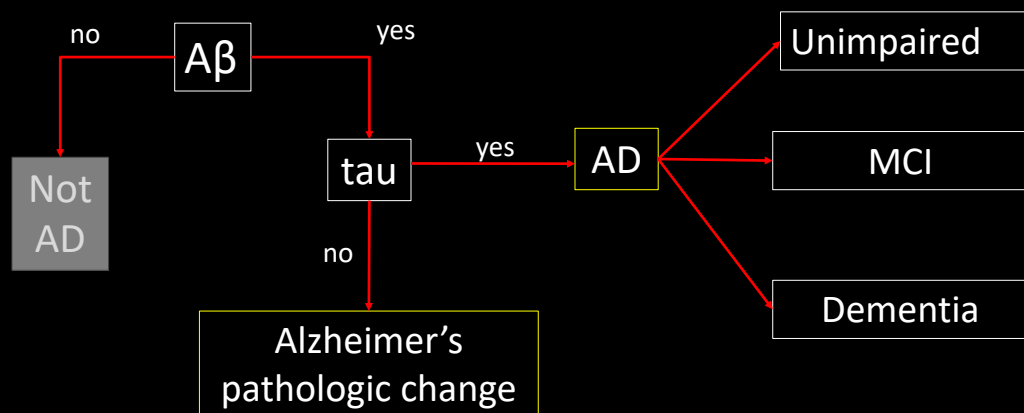 no
yes
Aβ
Unimpaired
Not
AD
tau
yes
AD
MCI
no
Dementia
Alzheimer’s
pathologic change